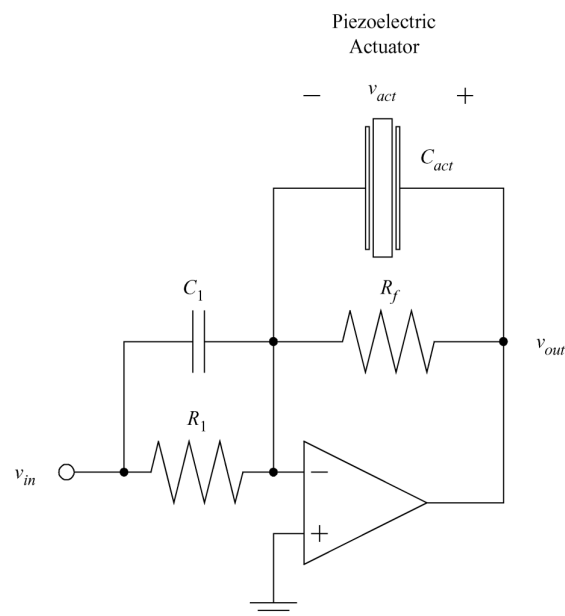 Piezoelectric
Actuator
− v_act +
C_act
C_1
R_f
v_out
R_1
v_in
−
+